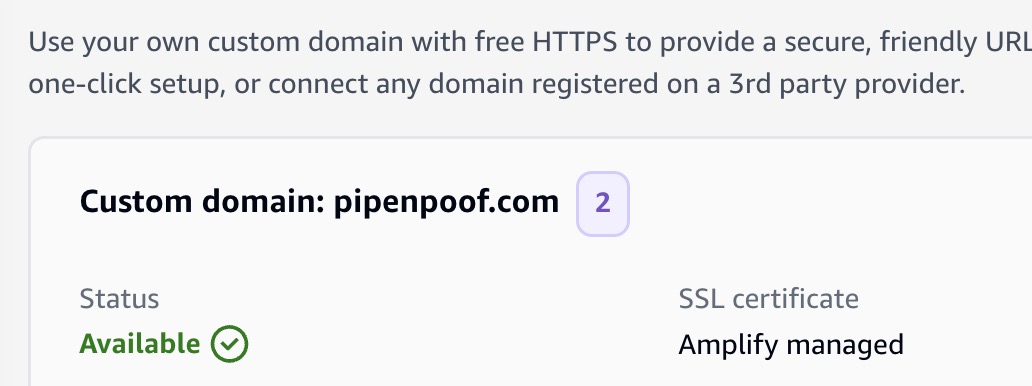 Use your own custom domain with free HTTPS to provide a secure, friendly URL
one-click setup, or connect any domain registered on a 3rd party provider.
Custom domain: pipenpoof.com 2
Status
SSL certificate
Available
Amplify managed